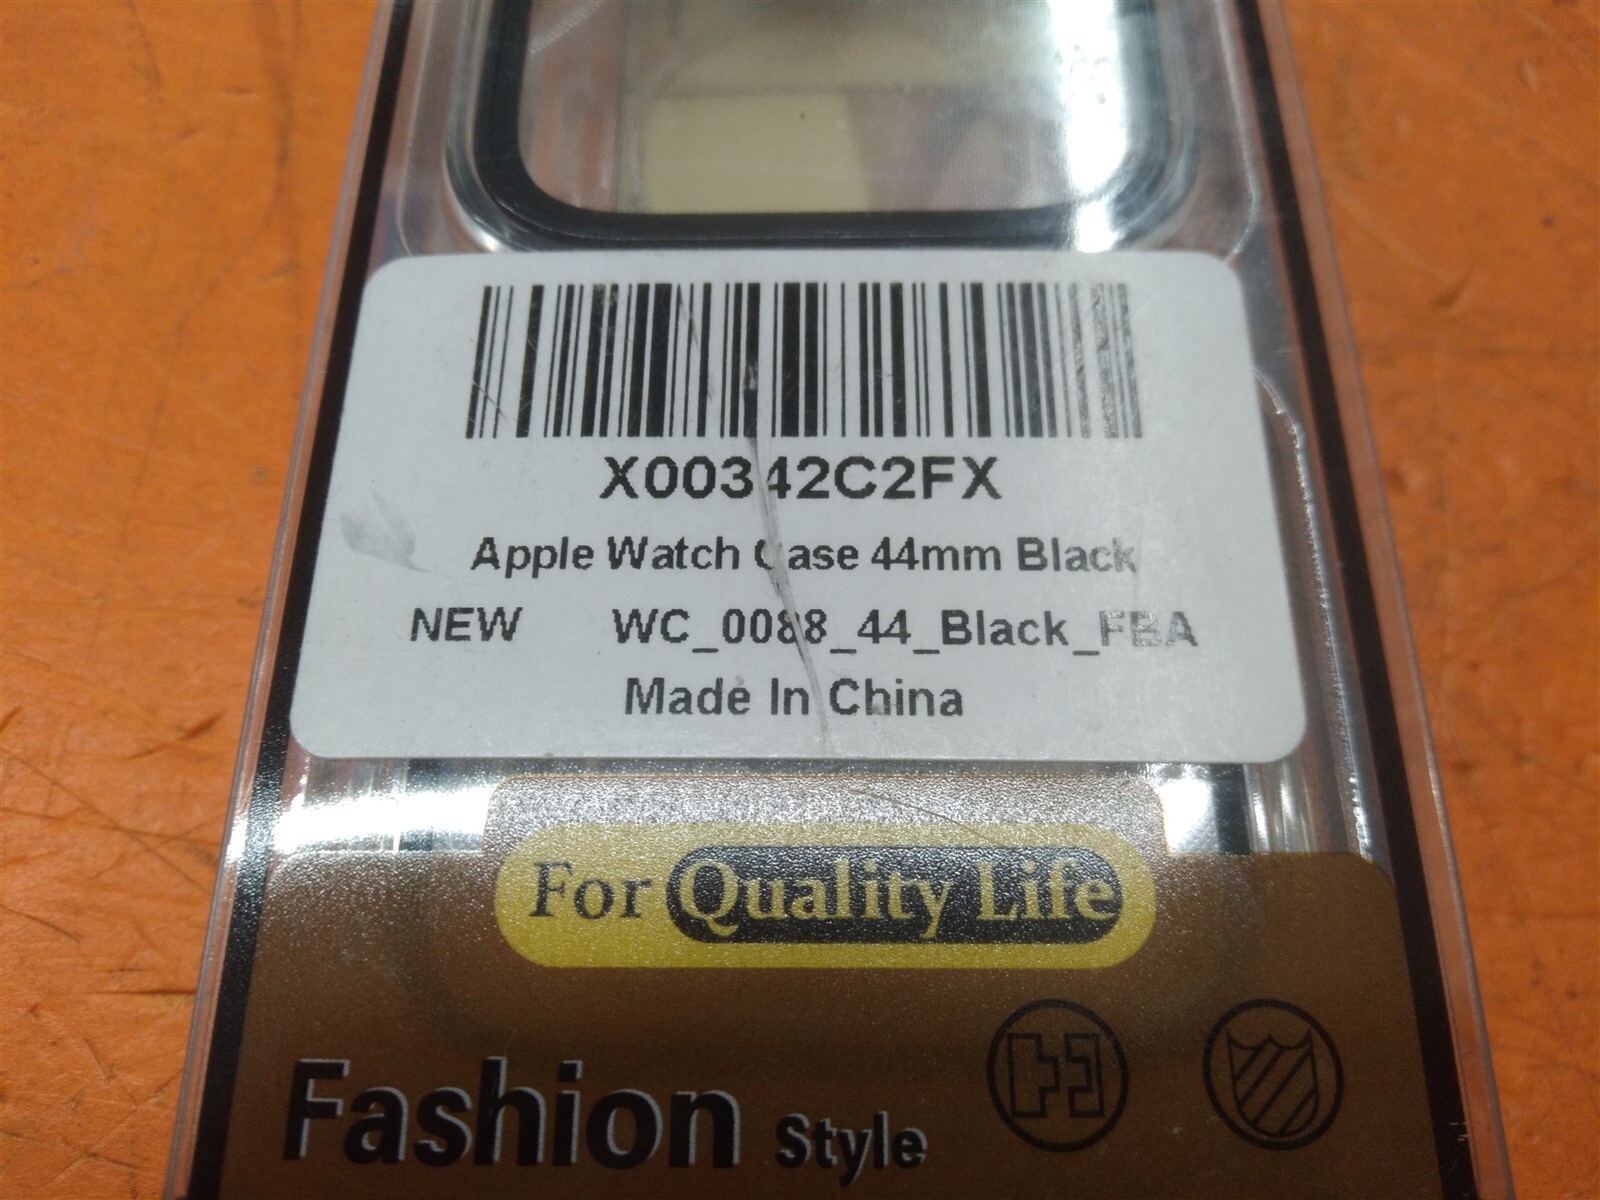 X00342C2FX
Apple Watch Case 44mm Black
NEW WC_0088_44_Black_FBA
Made In China
For Quality Life
Fashion Style